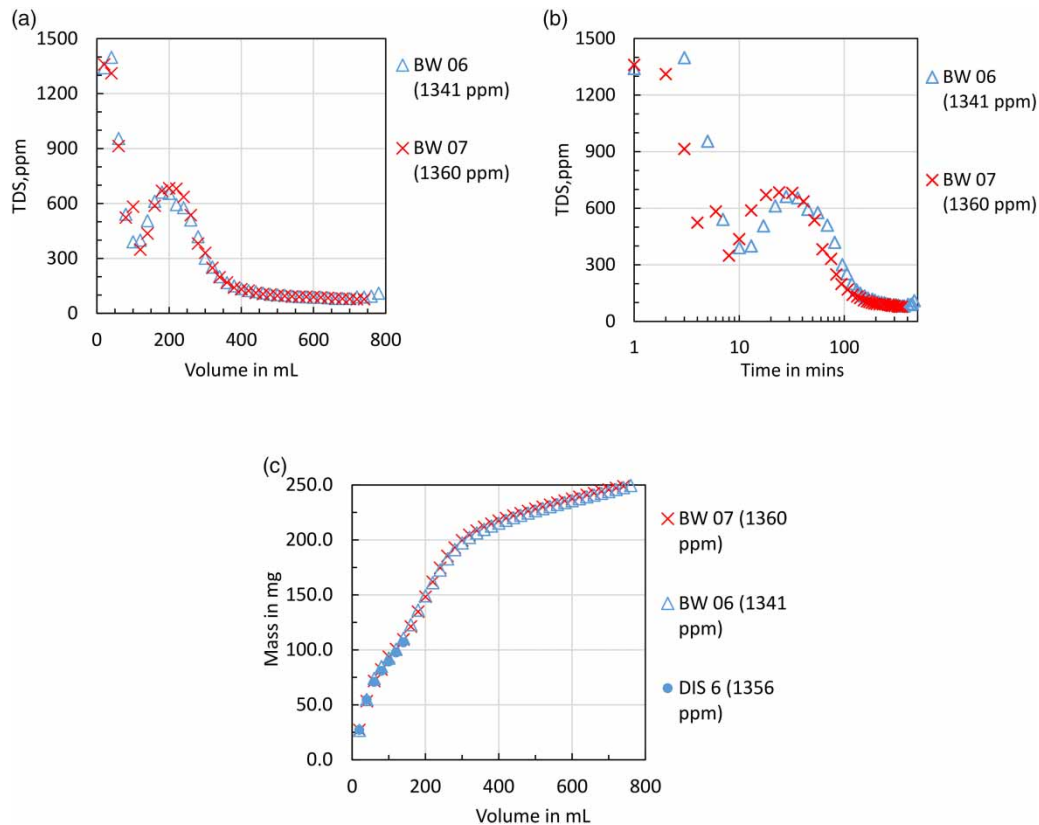 (a)
1500
1200
900
600
300
0
TDS,ppm
0 200 400 600 800
Volume in mL
BW 06
(1341 ppm)
BW 07
(1360 ppm)
(b)
1500
1200
900
600
300
0
TDS,ppm
1 10 100
Time in mins
BW 06
(1341 ppm)
BW 07
(1360 ppm)
(c)
250.0
200.0
150.0
100.0
50.0
0.0
Mass in mg
0 200 400 600 800
Volume in mL
BW 07 (1360
ppm)
BW 06 (1341
ppm)
DIS 6 (1356
ppm)